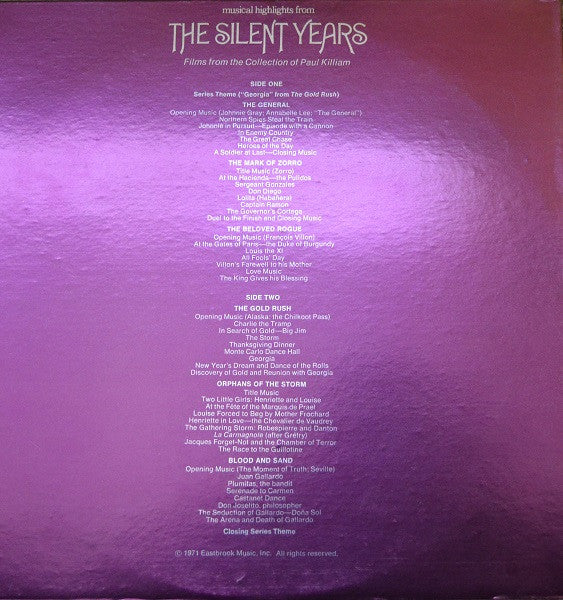 musical highlights from
THE SILENT YEARS
Films from the Collection of Paul Killiam
SIDE ONE
Series Theme ("Georgia" from The Gold Rush)
THE GENERAL
Opening Music (Johnnie Gray; Annabelle Lee; "The General")
Northern Spies Steal the Train
Johnnie in Pursuit—Episode with a Cannon
In Enemy Country
The Great Chase
Heroes of the Day
A Soldier at Last—Closing Music
THE MARK OF ZORRO
Title Music (Zorro)
At the Hacienda—the Pulidos
Sergeant Gonzales
Don Diego
Lolita (Habañera)
Captain Ramon
The Governor's Cortege
Duel to the Finish and Closing Music
THE BELOVED ROGUE
Opening Music (François Villon)
At the Gates of Paris—the Duke of Burgundy
Louis the XI
All Fools' Day
Villon's Farewell to his Mother
Love Music
The King Gives his Blessing
SIDE TWO
THE GOLD RUSH
Opening Music (Alaska: the Chilkoot Pass)
Charlie the Tramp
In Search of Gold—Big Jim
The Storm
Thanksgiving Dinner
Monte Carlo Dance Hall
Georgia
New Year's Dream and Dance of the Rolls
Discovery of Gold and Reunion with Georgia
ORPHANS OF THE STORM
Title Music
Two Little Girls: Henriette and Louise
At the Fête of the Marquis de Prael
Louise Forced to Beg by Mother Frochard
Henriette in Love—the Chevalier de Vaudrey
The Gathering Storm: Robespierre and Danton
La Carmagnole (after Grétry)
Jacques Forget-Not and the Chamber of Terror
The Race to the Guillotine
BLOOD AND SAND
Opening Music (The Moment of Truth; Seville)
Juan Gallardo
Plumitas, the bandit
Serenade to Carmen
Castanet Dance
Don Joselito, philosopher
The Seduction of Gallardo—Doña Sol
The Arena and Death of Gallardo
Closing Series Theme
© 1971 Eastbrook Music, Inc. All rights reserved.